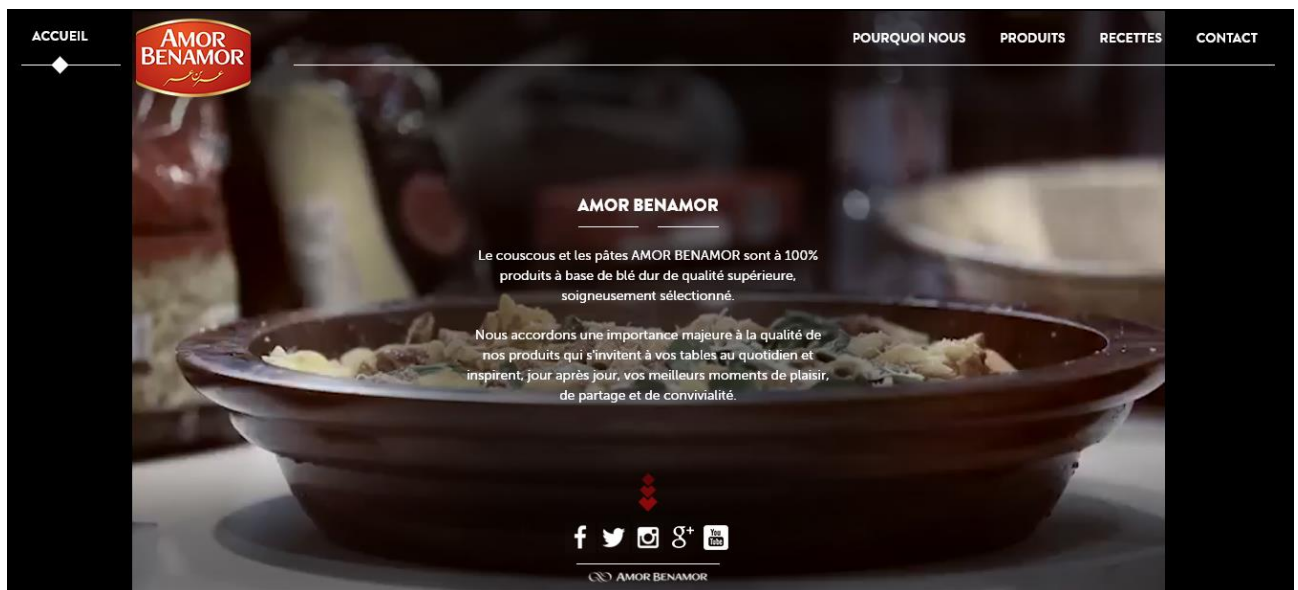 ACCUEIL
AMOR
BENAMOR
عمر بن عمر
POURQUOI NOUS
PRODUITS
RECETTES
CONTACT
AMOR BENAMOR
Le couscous et les pâtes AMOR BENAMOR sont à 100%
produits à base de blé dur de qualité supérieure,
soigneusement sélectionné.
Nous accordons une importance majeure à la qualité de
nos produits qui s'invitent à vos tables au quotidien et
inspirent, jour après jour, vos meilleurs moments de plaisir,
de partage et de convivialité.
g+
You
Tube
AMOR BENAMOR